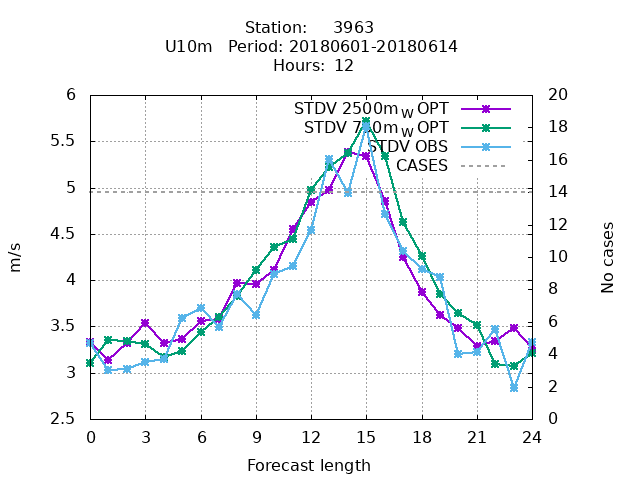 Station: 3963
U10m Period: 20180601-20180614
Hours: 12
STDV 2500m W OPT
STDV 750m W OPT
STDV OBS
CASES
6
5.5
5
4.5
4
3.5
3
2.5
20
18
16
14
12
10
8
6
4
2
0
m/s
No cases
0 3 6 9 12 15 18 21 24
Forecast length